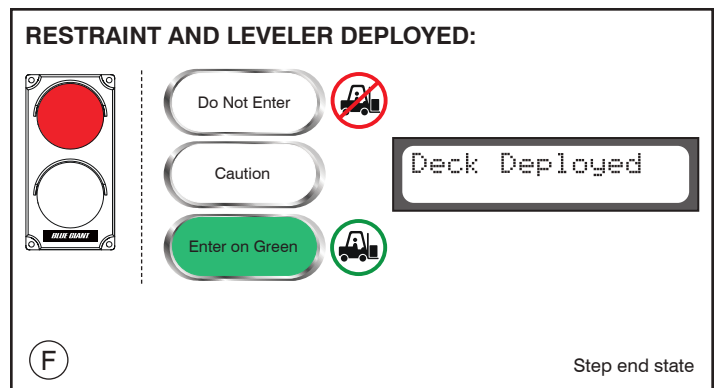 RESTRAINT AND LEVELER DEPLOYED:
Do Not Enter
Caution
Deck Deployed
Enter on Green
BLUE GIANT
F
Step end state